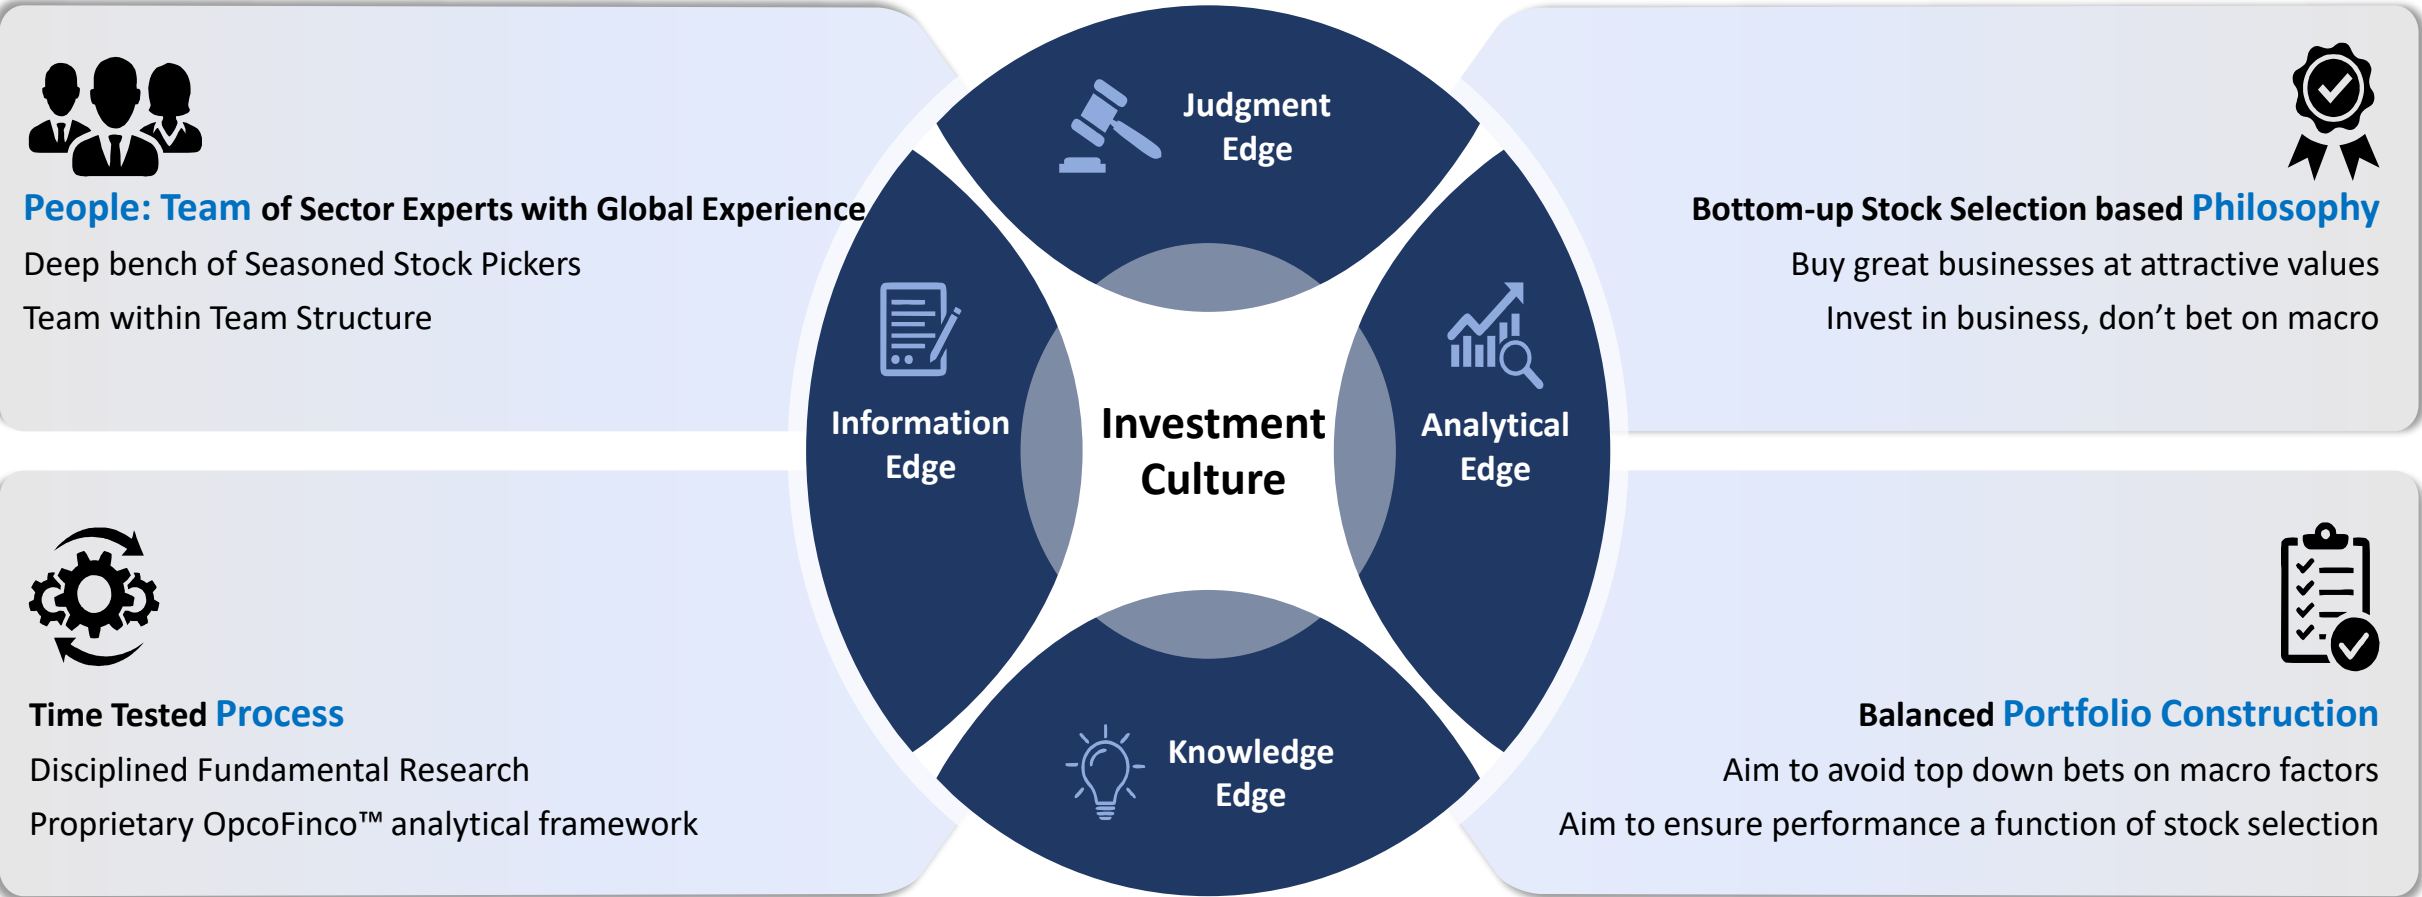 People: Team of Sector Experts with Global Experience
Deep bench of Seasoned Stock Pickers
Team within Team Structure
Judgment
Edge
Bottom-up Stock Selection based Philosophy
Buy great businesses at attractive values
Invest in business, don’t bet on macro
Information
Edge
Investment
Culture
Analytical
Edge
Time Tested Process
Disciplined Fundamental Research
Proprietary OpcoFinco™ analytical framework
Knowledge
Edge
Balanced Portfolio Construction
Aim to avoid top down bets on macro factors
Aim to ensure performance a function of stock selection